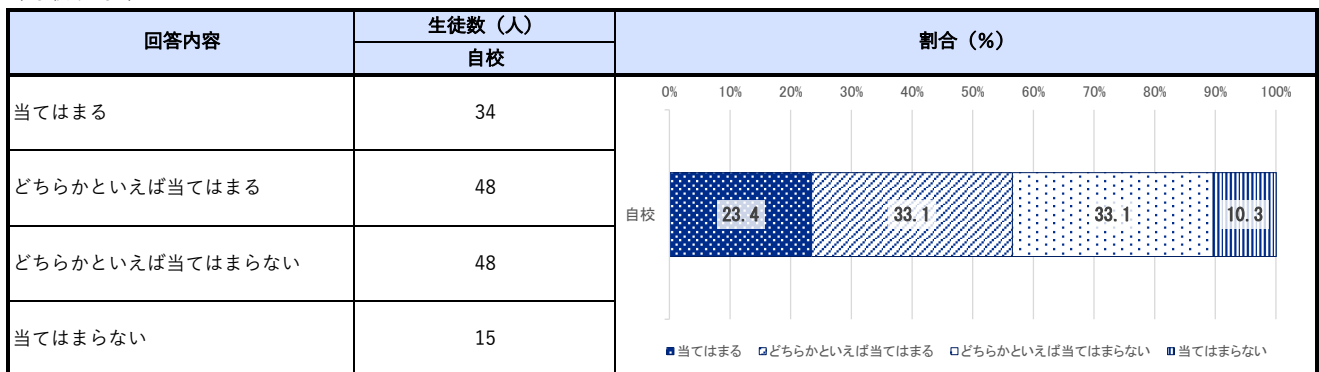 回答内容
生徒数（人）
自校
割合（%）
当てはまる
34
どちらかといえば当てはまる
48
どちらかといえば当てはまらない
48
当てはまらない
15
0% 10% 20% 30% 40% 50% 60% 70% 80% 90% 100%
自校 23.4 33.1 33.1 10.3
当てはまる どちらかといえば当てはまる どちらかといえば当てはまらない 当てはまらない